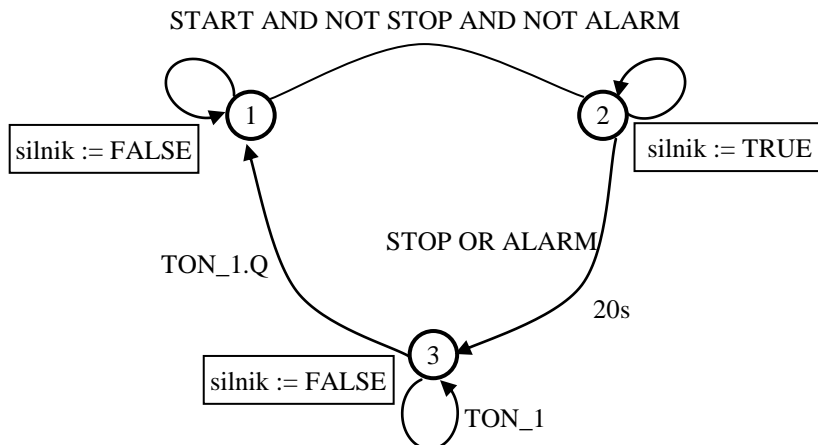 START AND NOT STOP AND NOT ALARM
1
2
silnik := FALSE
silnik := TRUE
STOP OR ALARM
TON_1.Q
20s
3
silnik := FALSE
TON_1